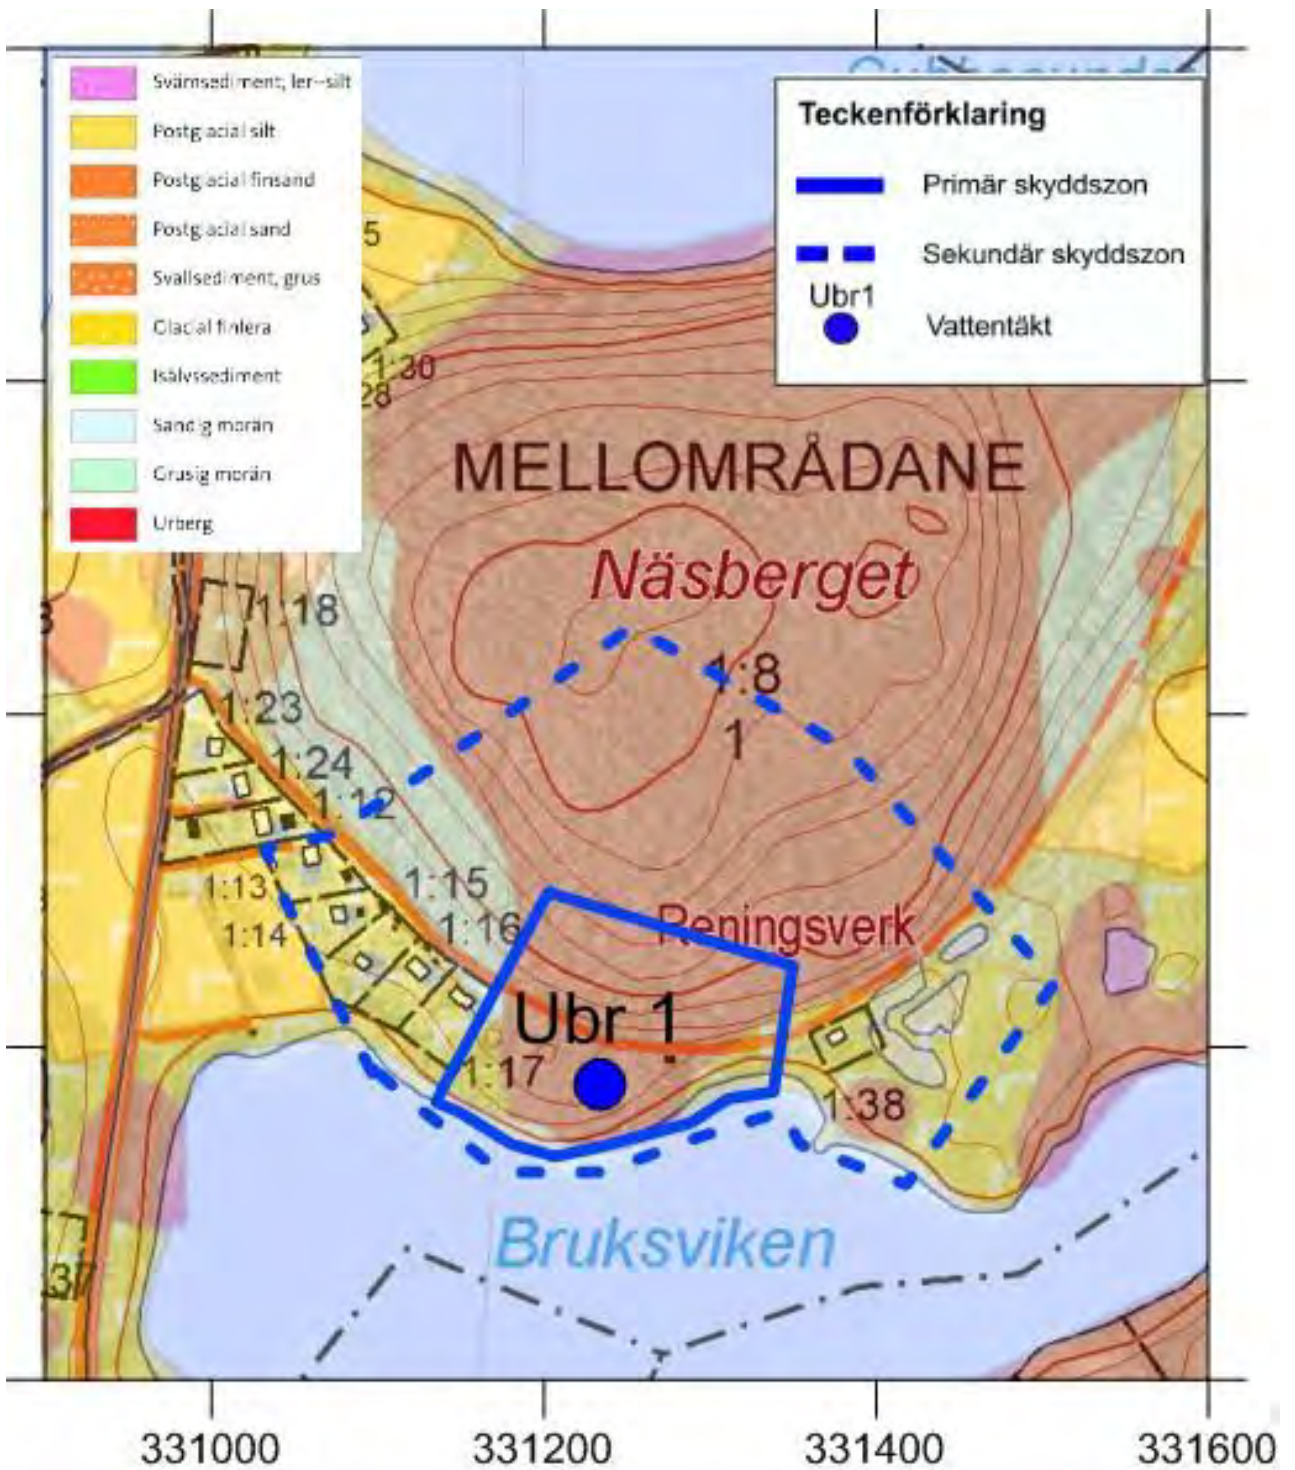 Svämsediment, ler--silt
Postglacial silt
Postglacial finsand
Postglacial sand
Svallsediment, grus
Glacial finlera
Isälvssediment
Sandig morän
Grusig morän
Urberg
Teckenförklaring
Primär skyddszon
Sekundär skyddszon
Ubr1
Vattentäkt
5
1:30
28
MELLOMRÅDANE
Näsberget
1:18
1:8
1
1:23
1:24
1:12
1:13
1:15
1:14
1:16
Reningsverk
Ubr 1
1:17
1:38
Bruksviken
:37
331000 331200 331400 331600